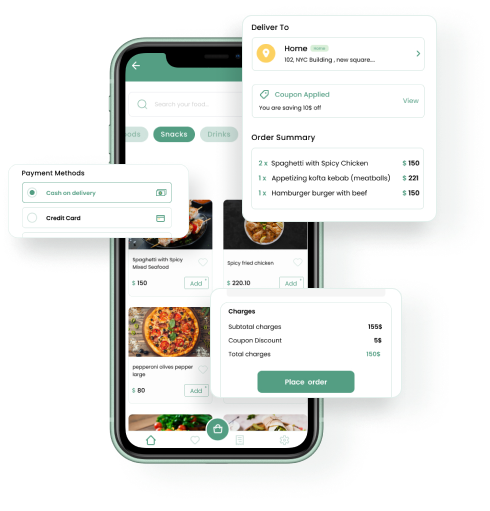 Deliver To
Home Home
102, NYC Building , new square...
Coupon Applied
You are saving 10$ off
View
Order Summary
2 x Spaghetti with Spicy Chicken $ 150
1 x Appetizing kofta kebab (meatballs) $ 221
1 x Hamburger burger with beef $ 150
Search your food..
ods Snacks Drinks
Payment Methods
Cash on delivery
Credit Card
Spaghetti with Spicy
Mixed Seafood
$ 150 Add +
Spicy fried chicken
$ 220.10 Add +
pepperoni olives pepper
large
$ 80 Add +
Charges
Subtotal charges 155$
Coupon Discount 5$
Total charges 150$
Place order